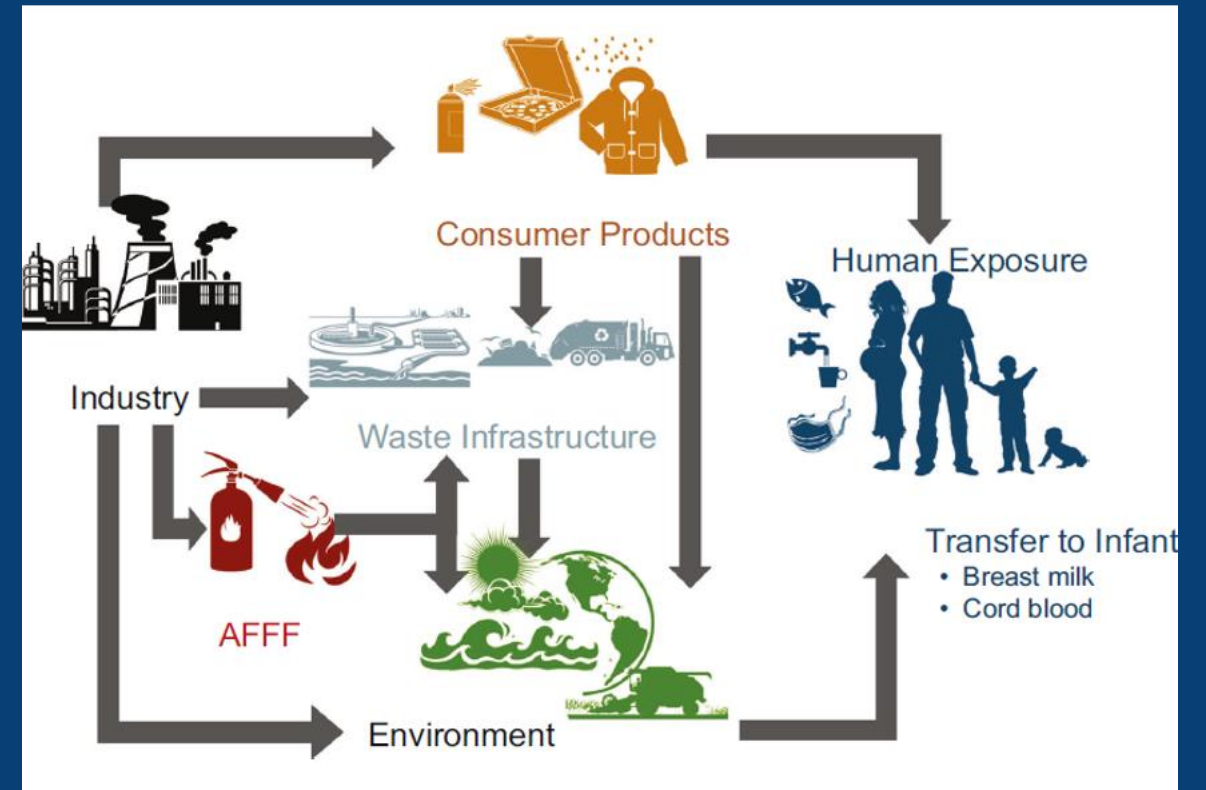 Consumer Products
Human Exposure
Industry
Waste Infrastructure
Transfer to Infant
• Breast milk
• Cord blood
AFFF
Environment